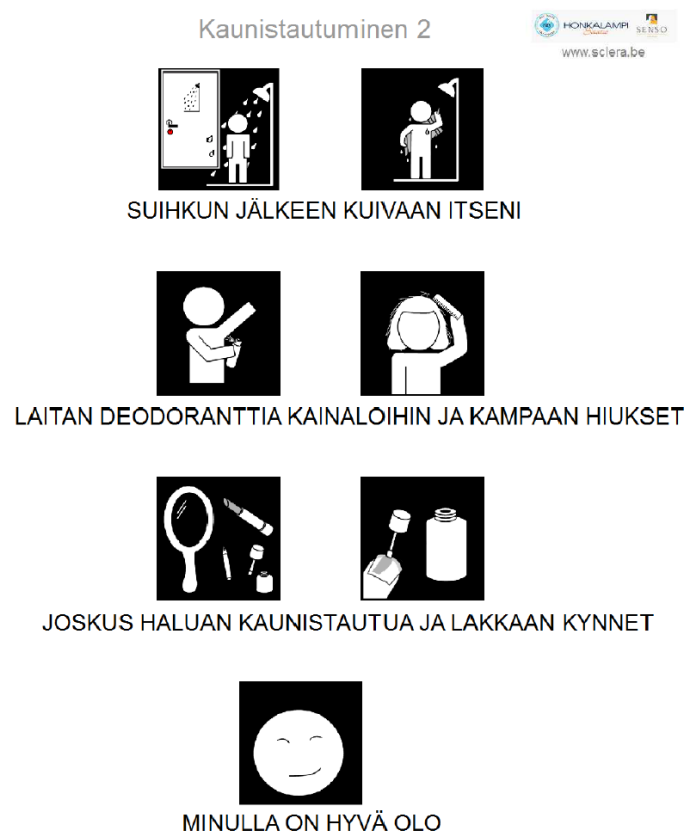 Kaunistautuminen 2
HONKALAMPI
SENSO
www.sclera.be
SUIHKUN JÄLKEEN KUIVAAN ITSENI
LAITAN DEODORANTTIA KAINALOIHIN JA KAMPAAN HIUKSET
JOSKUS HALUAN KAUNISTAUTUA JA LAKKAAN KYNNET
MINULLA ON HYVÄ OLO